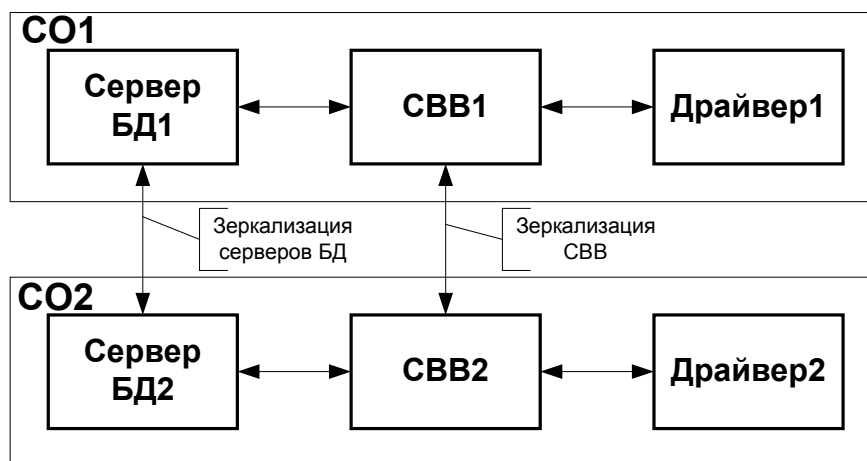 СО1
Сервер
БД1
СВВ1
Драйвер1
Зеркализация
серверов БД
Зеркализация
СВВ
СО2
Сервер
БД2
СВВ2
Драйвер2